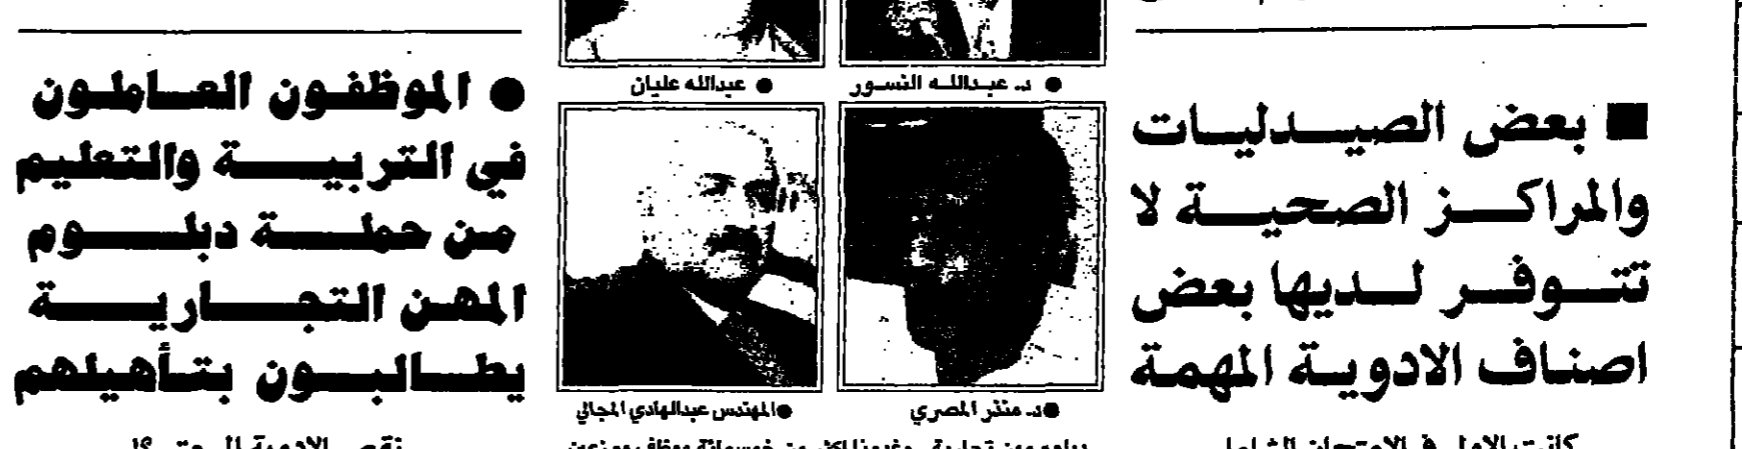 ■ بعض الصيدليات
والمراكز الصحية لا
تتوفر لديها بعض
اصناف الادوية المهمة
● د. عبدالله النسور
● عبدالله عليان
● د. منذر المصري
● المهندس عبدالهادي المجالي
● الموظفون العاملون
في التربية والتعليم
من حملة دبلوم
المهن التجارية
يطالبون بتأهيلهم